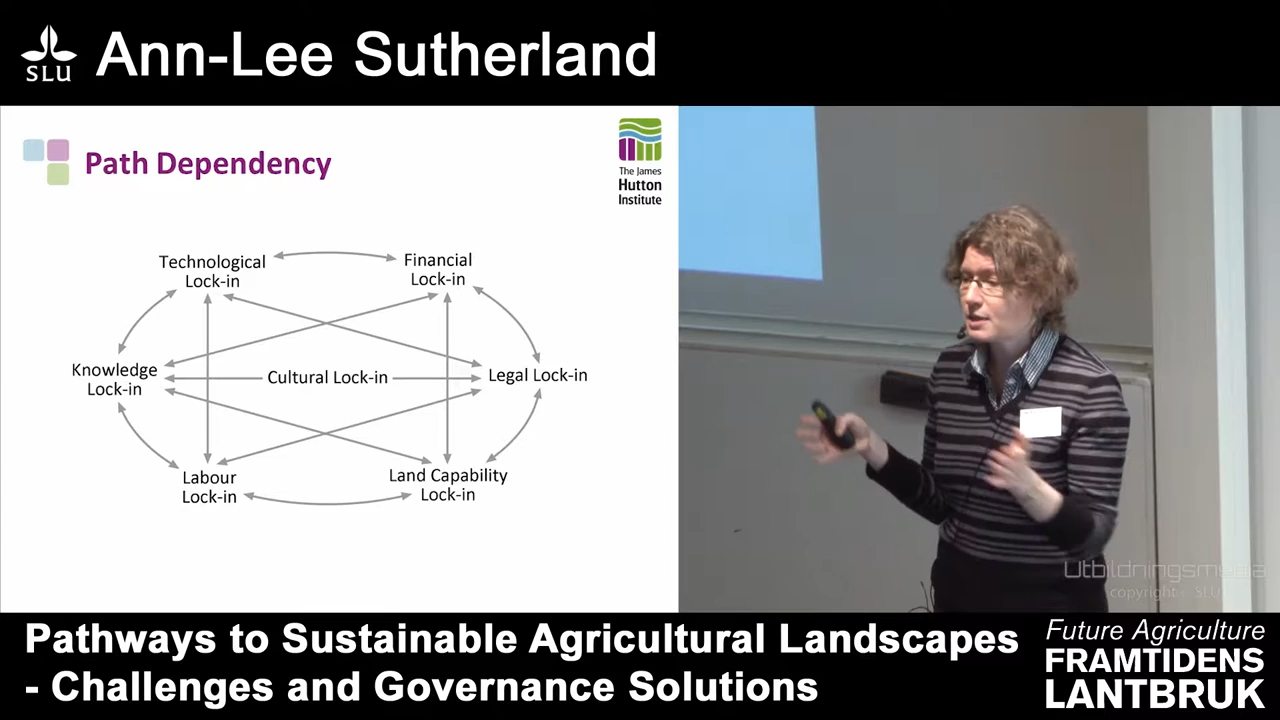 SLU
Ann-Lee Sutherland
Path Dependency
The James
Hutton
Institute
Technological
Lock-in
Financial
Lock-in
Knowledge
Lock-in
Cultural Lock-in
Legal Lock-in
Labour
Lock-in
Land Capability
Lock-in
Utbildningsmedia
copyright - SLU
Pathways to Sustainable Agricultural Landscapes
- Challenges and Governance Solutions
Future Agriculture
FRAMTIDENS
LANTBRUK